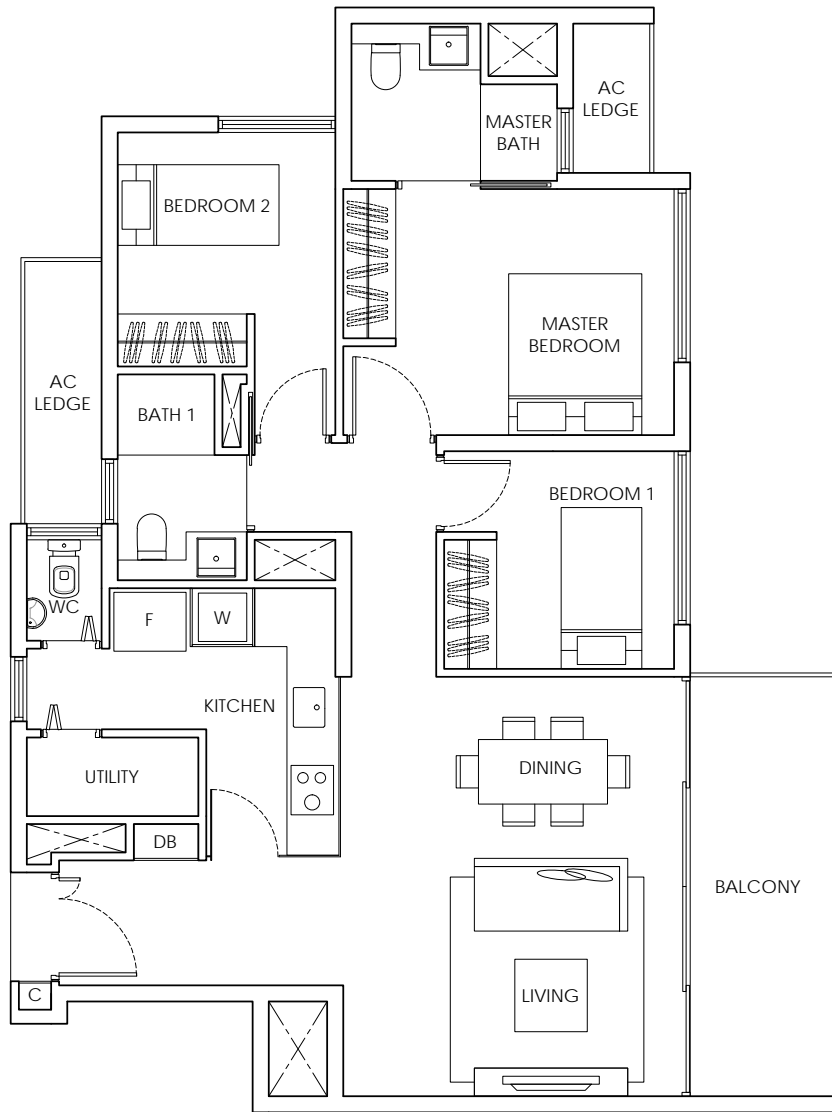 AC
LEDGE
MASTER
BATH
BEDROOM 2
MASTER
BEDROOM
AC
LEDGE
BATH 1
BEDROOM 1
WC
F
W
KITCHEN
DINING
UTILITY
DB
BALCONY
C
LIVING